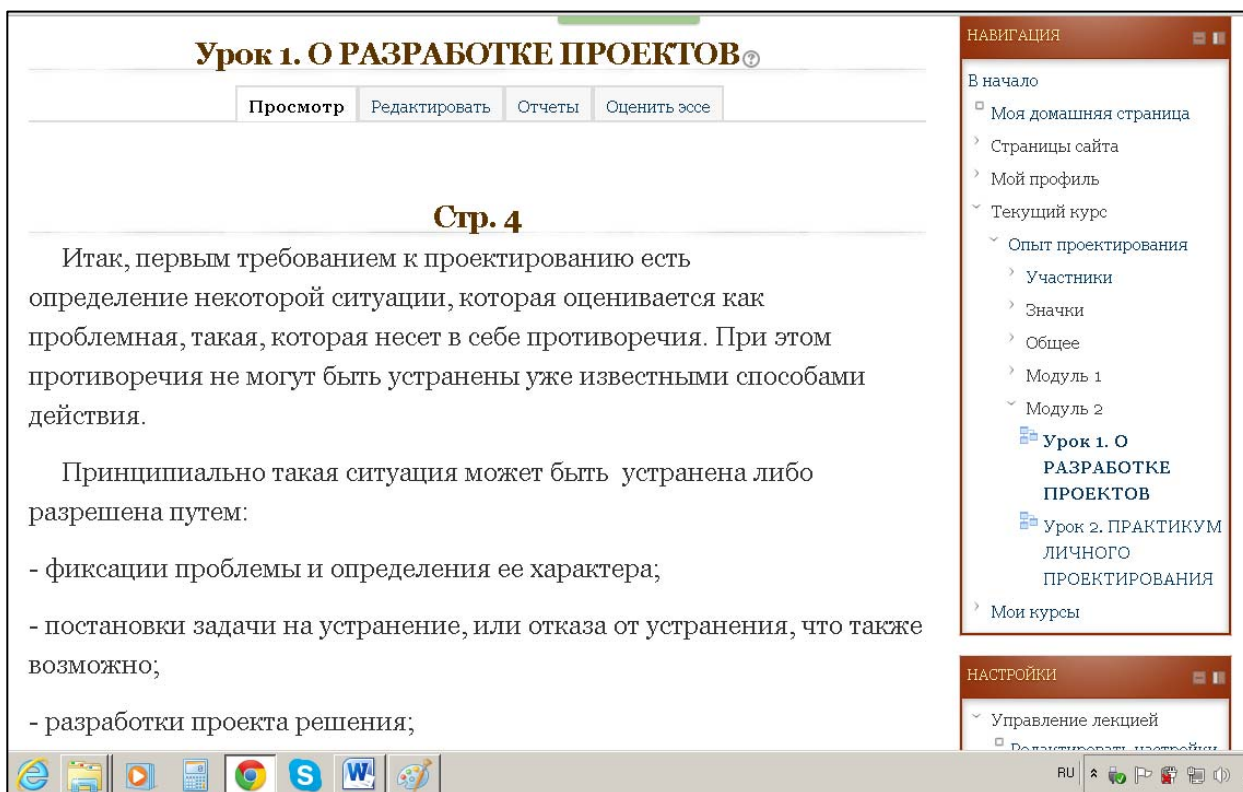 Урок 1. О РАЗРАБОТКЕ ПРОЕКТОВ
Просмотр Редактировать Отчеты Оценить эссе
Стр. 4
Итак, первым требованием к проектированию есть
определение некоторой ситуации, которая оценивается как
проблемная, такая, которая несет в себе противоречия. При этом
противоречия не могут быть устранены уже известными способами
действия.
Принципиально такая ситуация может быть устранена либо
разрешена путем:
- фиксации проблемы и определения ее характера;
- постановки задачи на устранение, или отказа от устранения, что также
возможно;
- разработки проекта решения;
НАВИГАЦИЯ
В начало
Моя домашняя страница
Страницы сайта
Мой профиль
Текущий курс
Опыт проектирования
Участники
Значки
Общее
Модуль 1
Модуль 2
Урок 1. О
РАЗРАБОТКЕ
ПРОЕКТОВ
Урок 2. ПРАКТИКУМ
ЛИЧНОГО
ПРОЕКТИРОВАНИЯ
Мои курсы
НАСТРОЙКИ
Управление лекцией
Редактировать настройки
RU